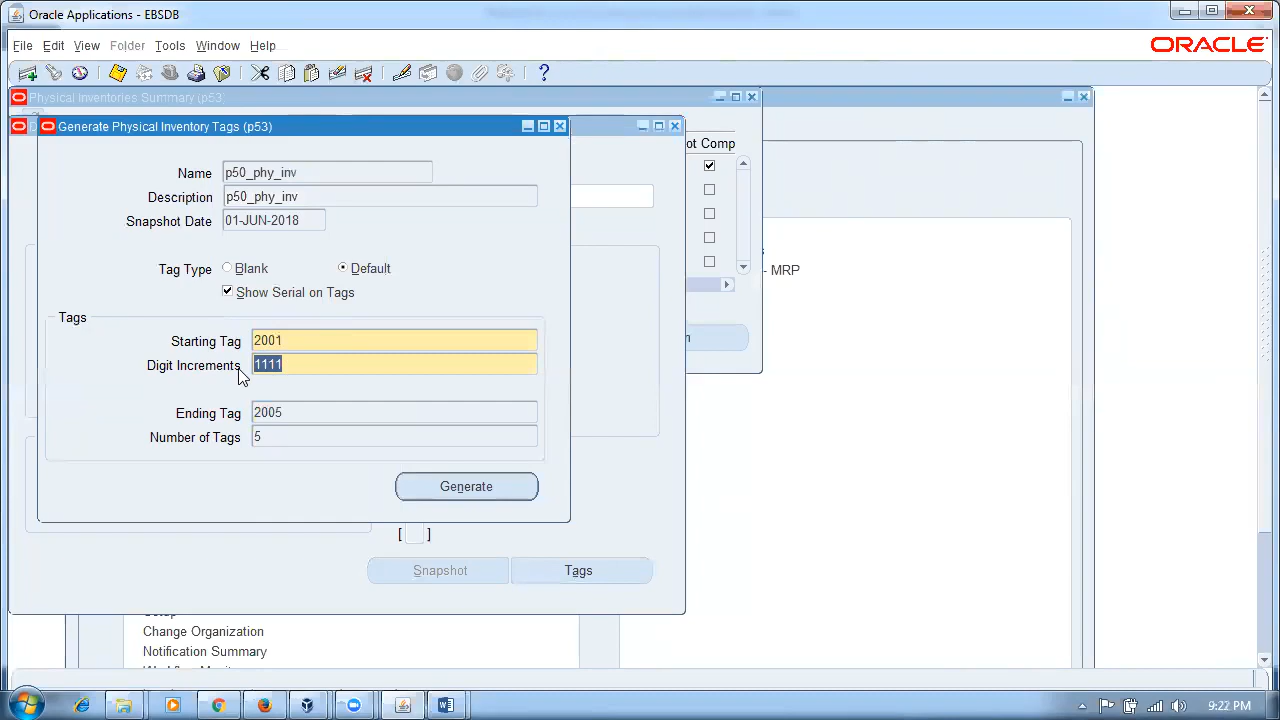 Oracle Applications - EBSDB
File Edit View Folder Tools Window Help
ORACLE
Physical Inventories Summary (p53)
Generate Physical Inventory Tags (p53)
ot Comp
Name p50_phy_inv
Description p50_phy_inv
Snapshot Date 01-JUN-2018
Tag Type Blank Default
- MRP
Show Serial on Tags
Tags
Starting Tag 2001
Digit Increments 1111
Ending Tag 2005
Number of Tags 5
Generate
[ ]
Snapshot Tags
Change Organization
Notification Summary
9:22 PM